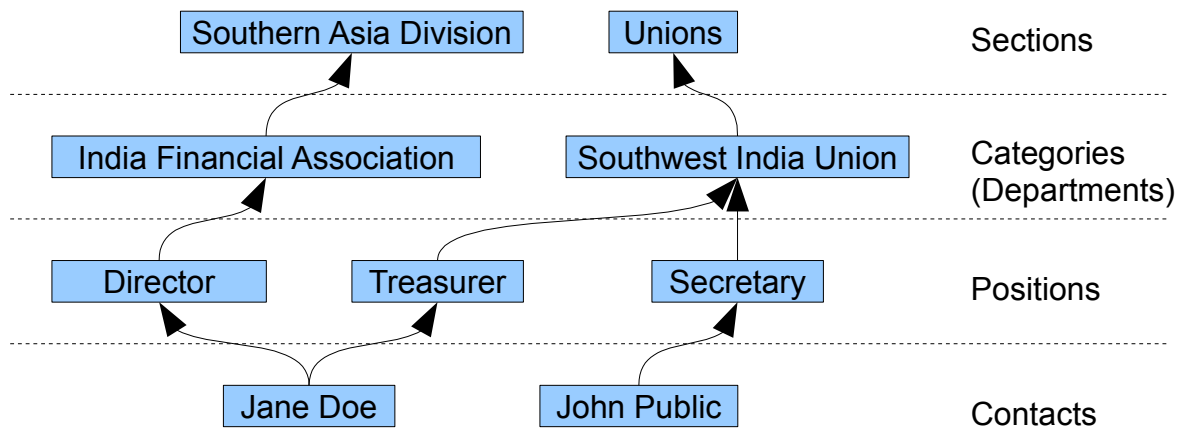 Southern Asia Division
Unions
Sections
India Financial Association
Southwest India Union
Categories
(Departments)
Director
Treasurer
Secretary
Positions
Jane Doe
John Public
Contacts